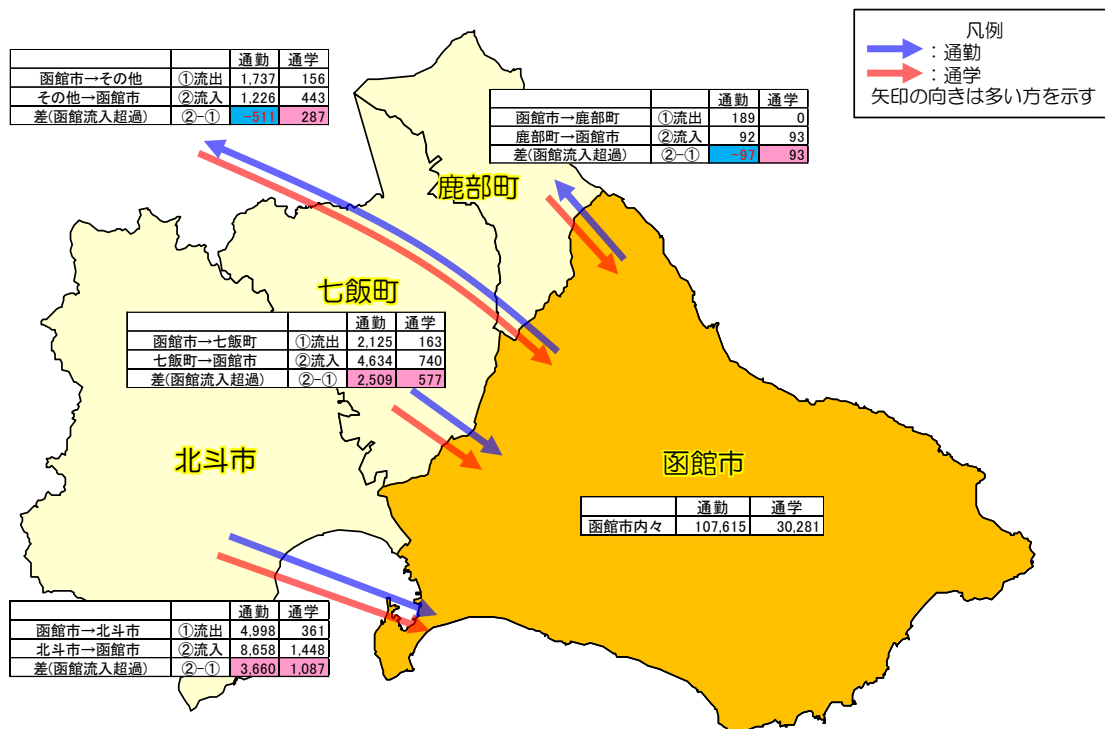 凡例
：通勤
：通学
矢印の向きは多い方を示す
通勤 通学
函館市→その他 ①流出 1,737 156
その他→函館市 ②流入 1,226 443
差(函館流入超過) ②-① -511 287
通勤 通学
函館市→鹿部町 ①流出 189 0
鹿部町→函館市 ②流入 92 93
差(函館流入超過) ②-① -97 93
鹿部町
七飯町
通勤 通学
函館市→七飯町 ①流出 2,125 163
七飯町→函館市 ②流入 4,634 740
差(函館流入超過) ②-① 2,509 577
北斗市
函館市
通勤 通学
函館市内々 107,615 30,281
通勤 通学
函館市→北斗市 ①流出 4,998 361
北斗市→函館市 ②流入 8,658 1,448
差(函館流入超過) ②-① 3,660 1,087